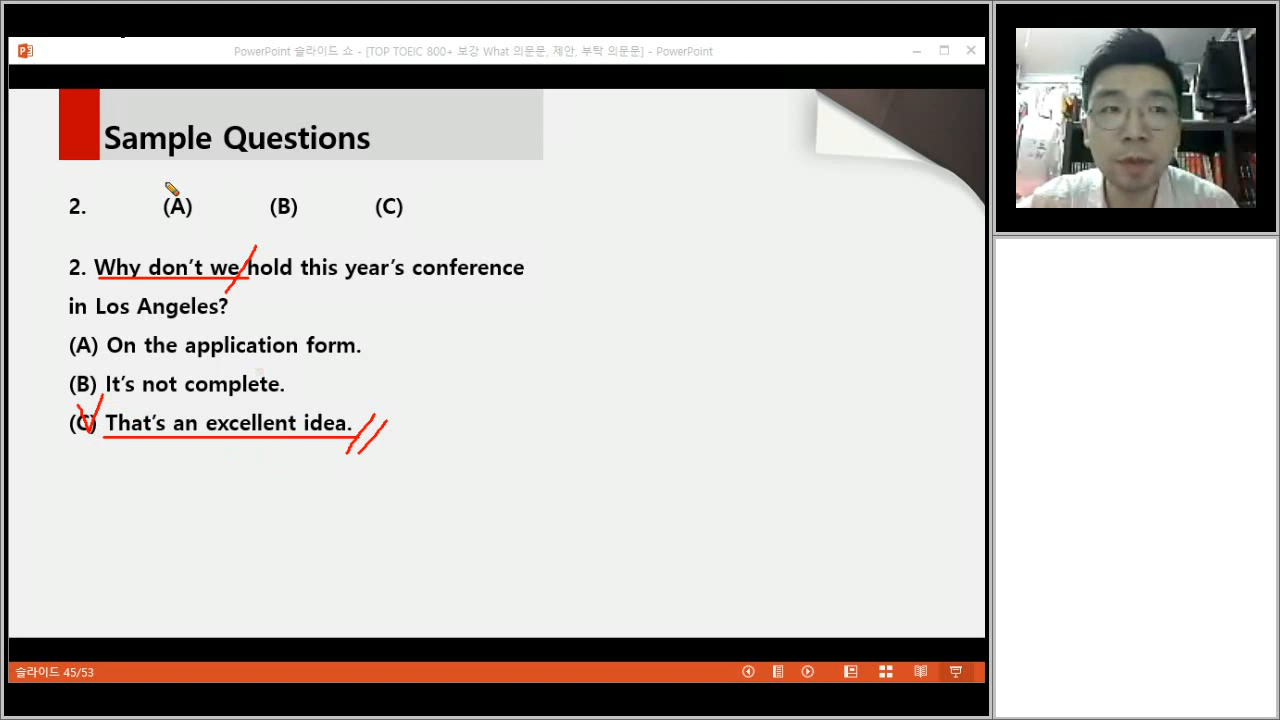 PowerPoint 슬라이드 쇼 - [TOP TOEIC 800+ 보강 What 의문문, 제안, 부탁 의문문] - PowerPoint
Sample Questions
2. (A) (B) (C)
2. Why don't we hold this year's conference
in Los Angeles?
(A) On the application form.
(B) It's not complete.
(C) That's an excellent idea.
슬라이드 45/53